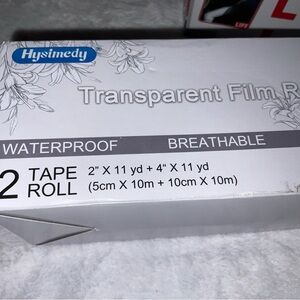 Hysimedy
Transparent Film R
WATERPROOF BREATHABLE
2 TAPE ROLL
2" X 11 yd + 4" X 11 yd
(5cm X 10m + 10cm X 10m)